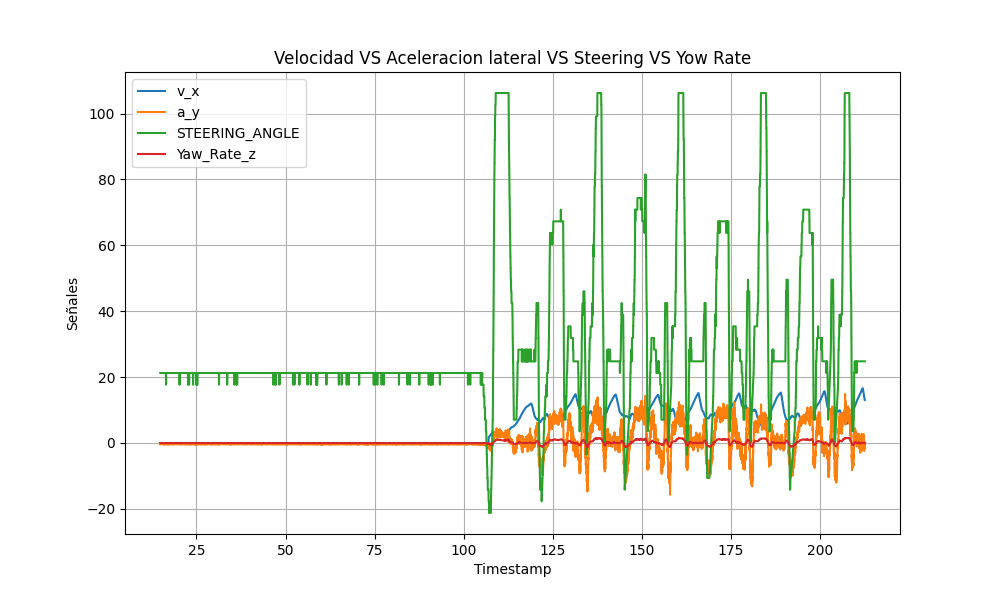 Velocidad VS Aceleracion lateral VS Steering VS Yow Rate
v_x
a_y
STEERING_ANGLE
Yaw_Rate_z
100
80
60
40
20
0
−20
Señales
25 50 75 100 125 150 175 200
Timestamp